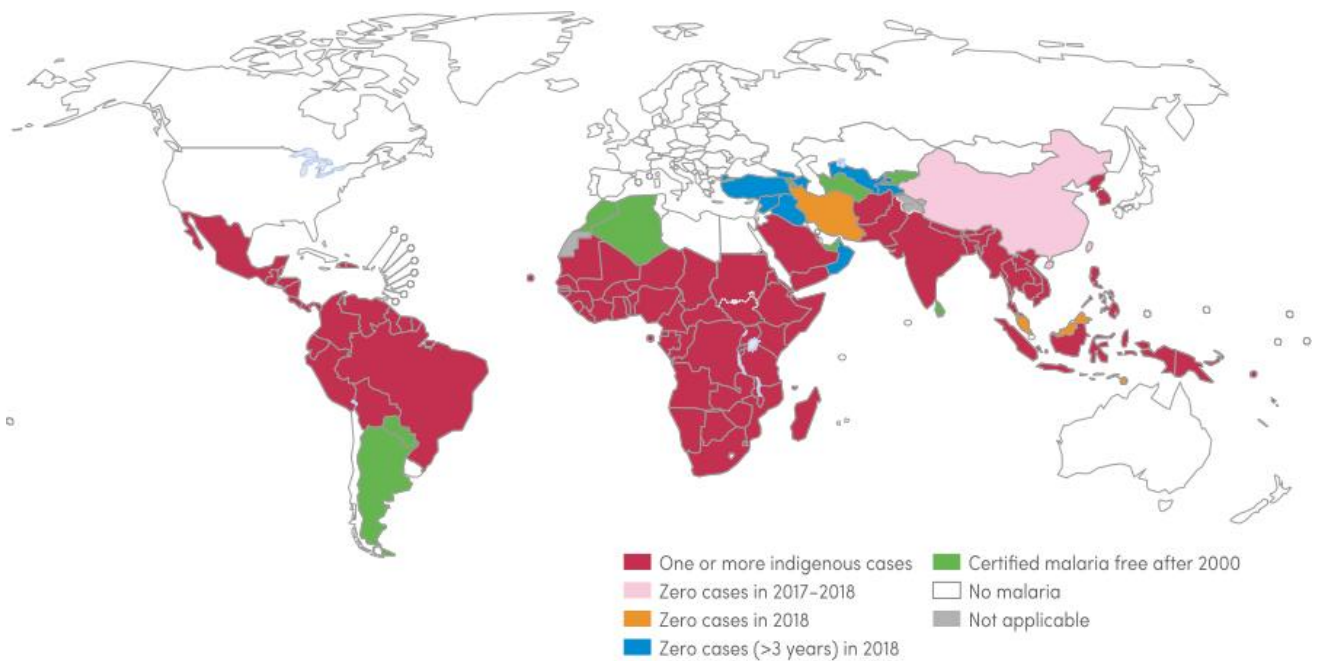 One or more indigenous cases
Zero cases in 2017–2018
Zero cases in 2018
Zero cases (>3 years) in 2018
Certified malaria free after 2000
No malaria
Not applicable